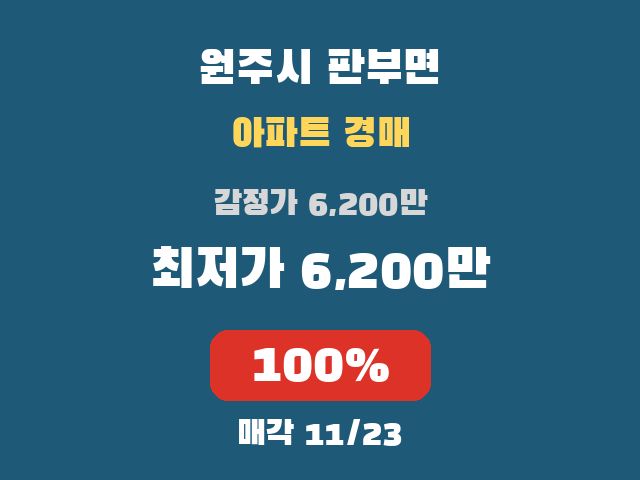 원주시 판부면
아파트 경매
감정가 6,200만
최저가 6,200만
100%
매각 11/23